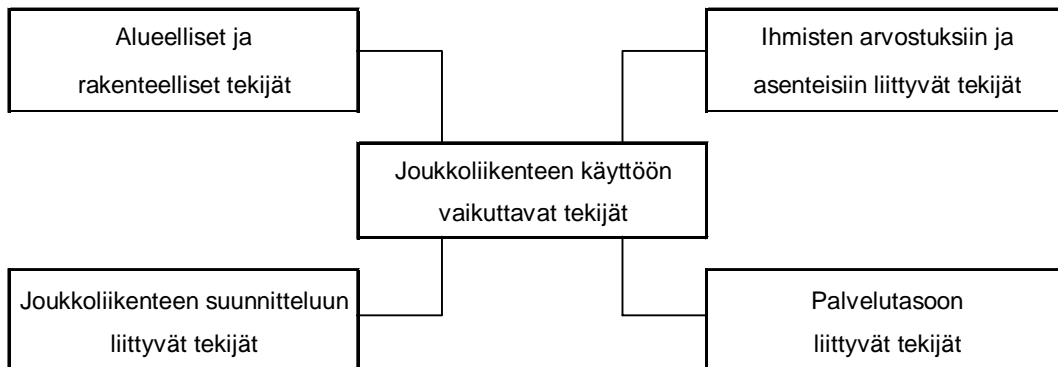 Alueelliset ja
rakenteelliset tekijät
Ihmisten arvostuksiin ja
asenteisiin liittyvät tekijät
Joukkoliikenteen käyttöön
vaikuttavat tekijät
Joukkoliikenteen suunnitteluun
liittyvät tekijät
Palvelutasoon
liittyvät tekijät